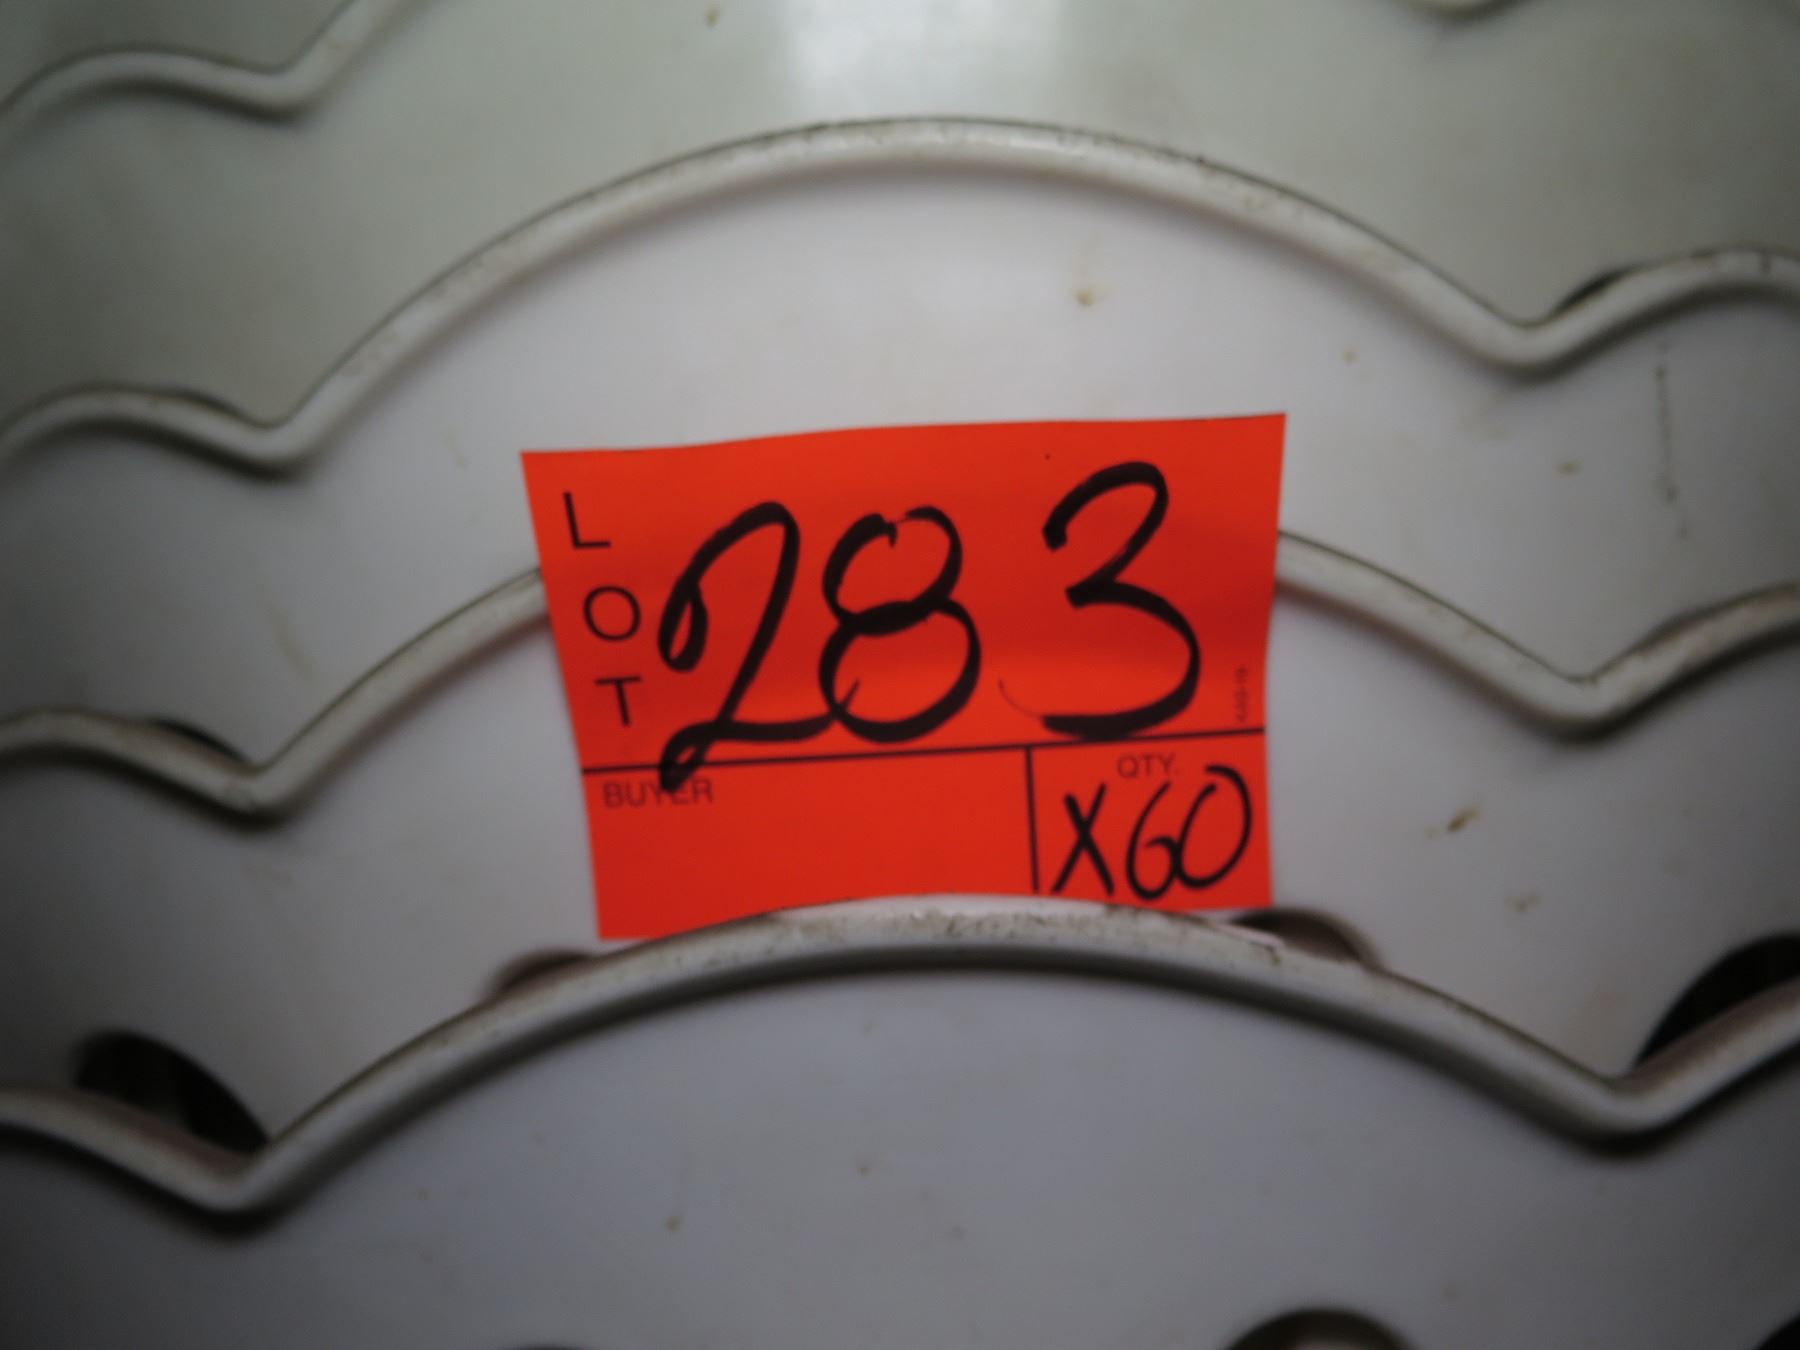 LOT 283
BUYER
QTY.
X60